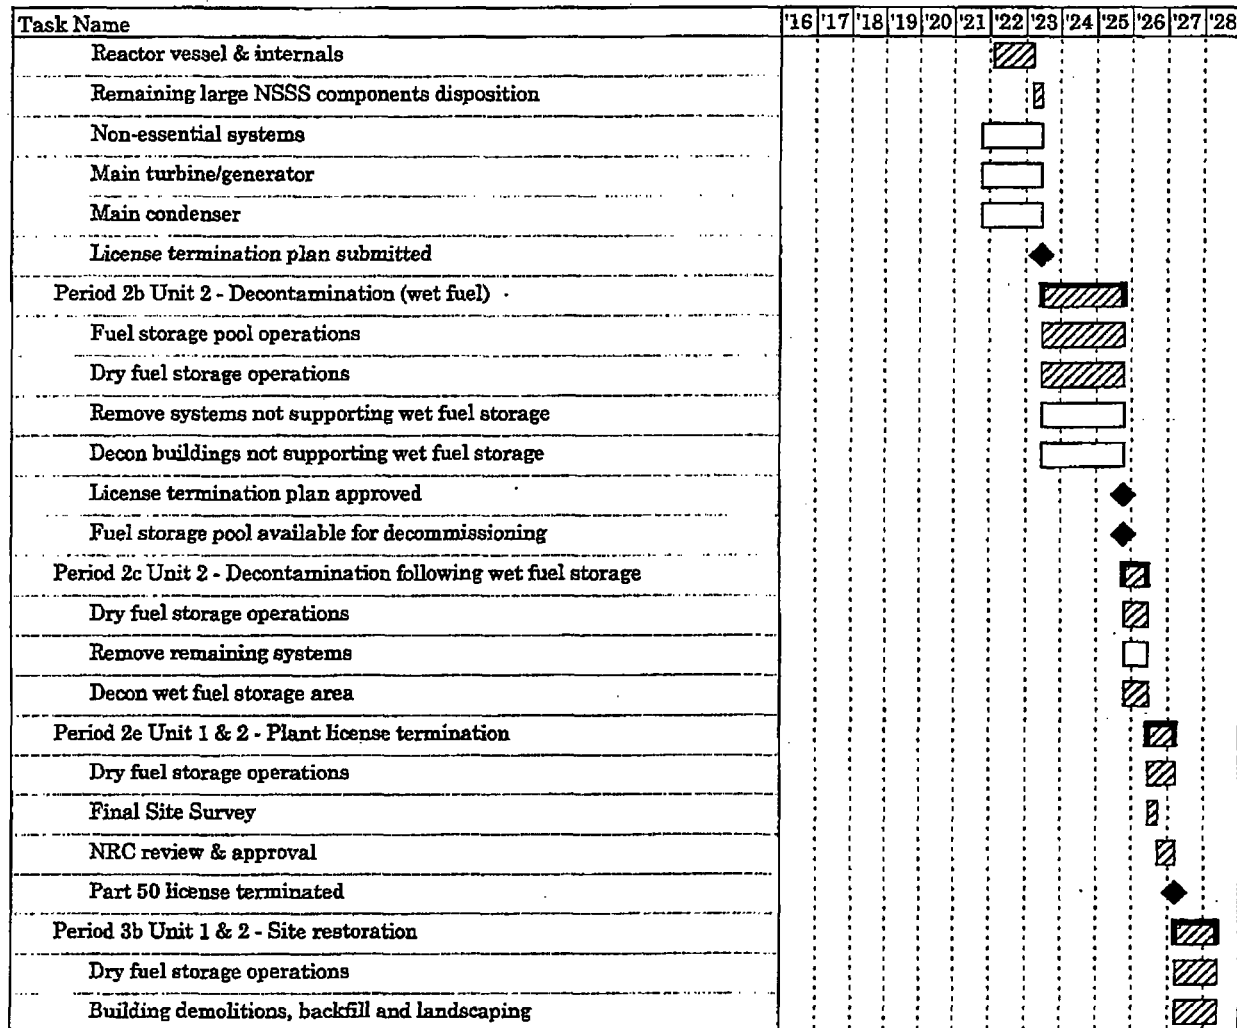 Task Name '16 '17 '18 '19 '20 '21 '22 '23 '24 '25 '26 '27 '28
Reactor vessel & internals
Remaining large NSSS components disposition
Non-essential systems
Main turbine/generator
Main condenser
License termination plan submitted
Period 2b Unit 2 - Decontamination (wet fuel)
Fuel storage pool operations
Dry fuel storage operations
Remove systems not supporting wet fuel storage
Decon buildings not supporting wet fuel storage
License termination plan approved
Fuel storage pool available for decommissioning
Period 2c Unit 2 - Decontamination following wet fuel storage
Dry fuel storage operations
Remove remaining systems
Decon wet fuel storage area
Period 2e Unit 1 & 2 - Plant license termination
Dry fuel storage operations
Final Site Survey
NRC review & approval
Part 50 license terminated
Period 3b Unit 1 & 2 - Site restoration
Dry fuel storage operations
Building demolitions, backfill and landscaping